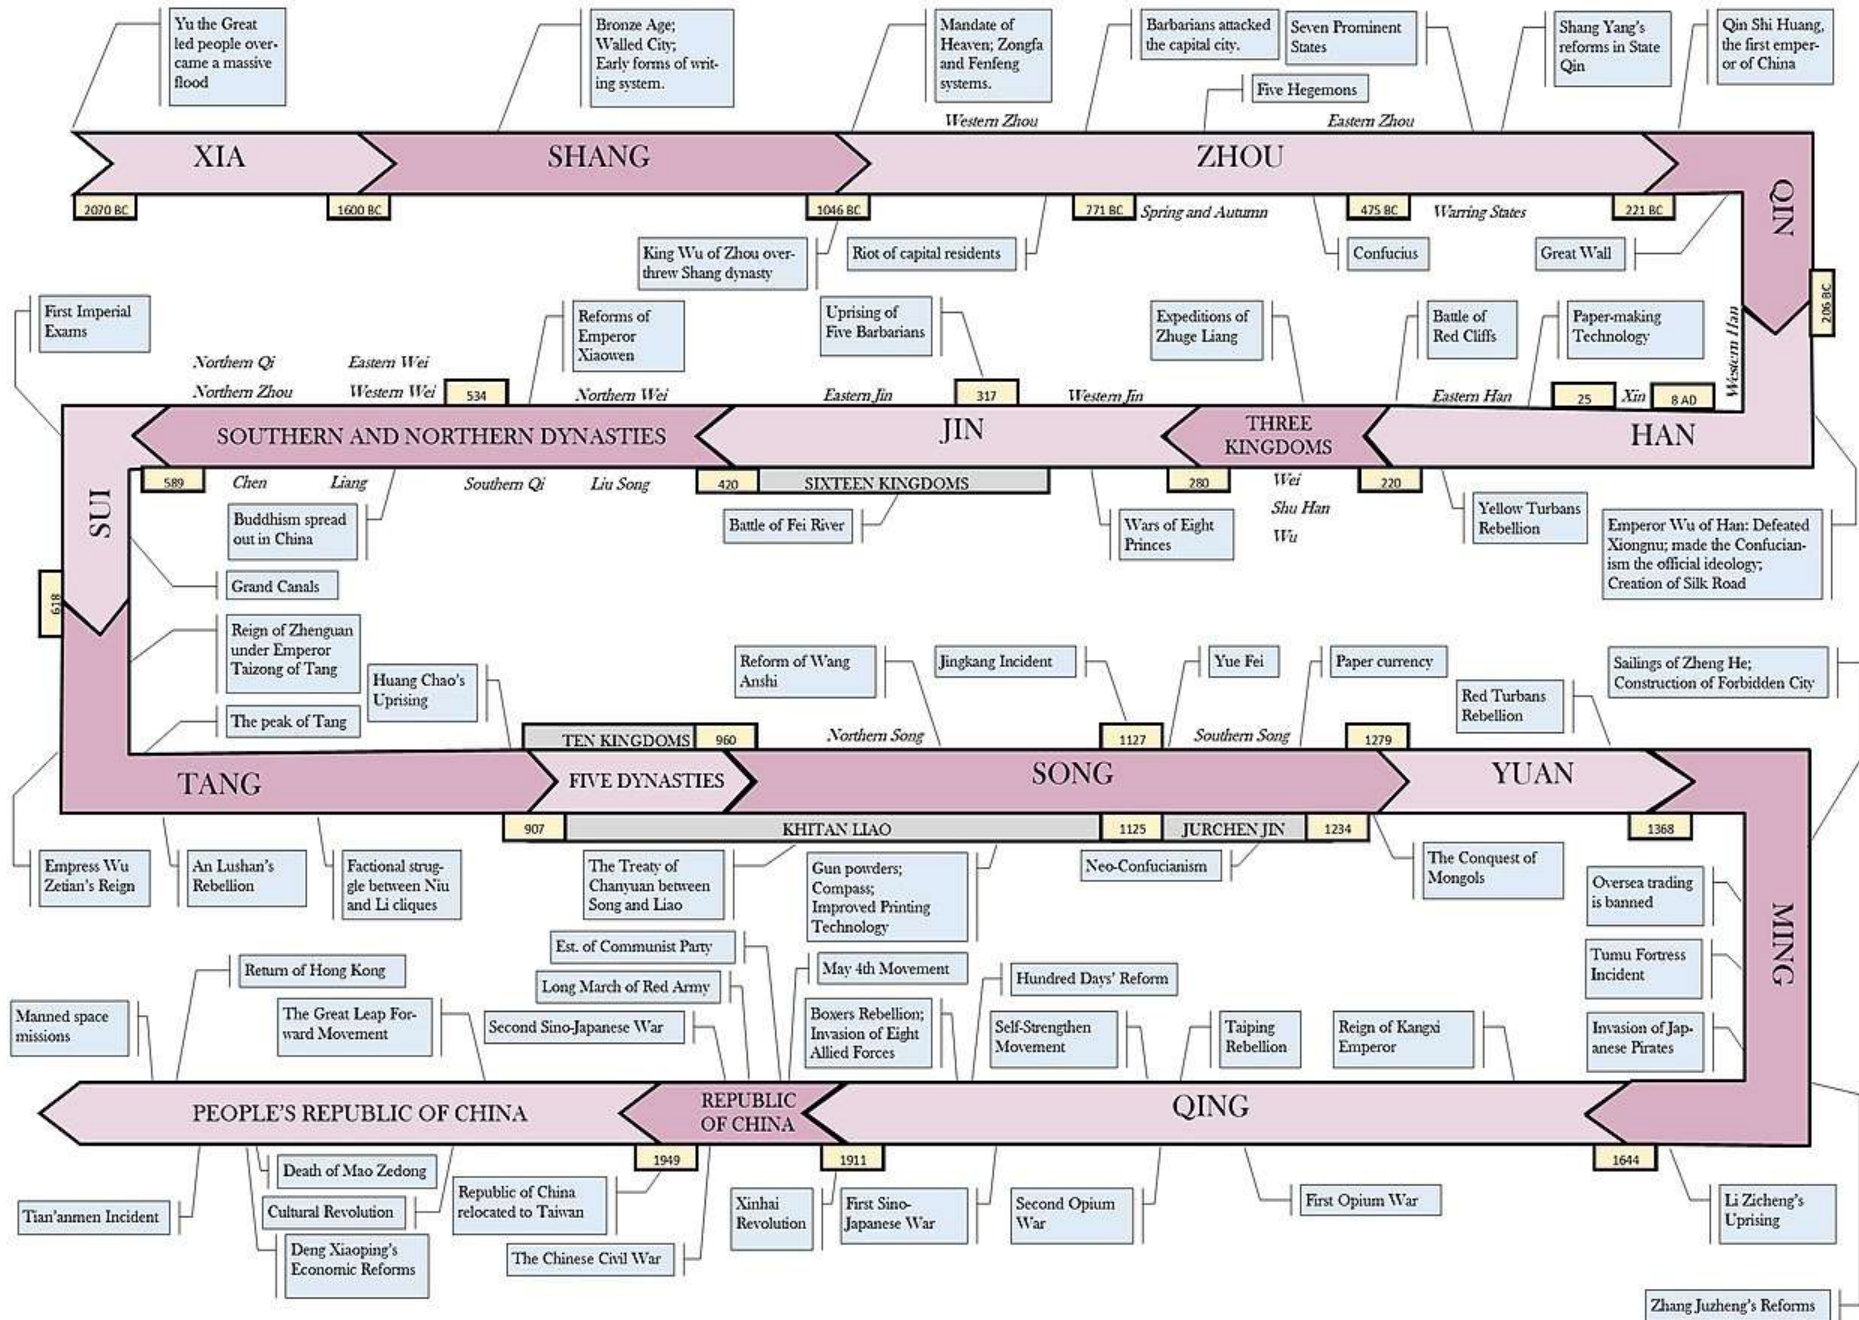 Yu the Great
led people over-
came a massive
flood
Bronze Age;
Walled City;
Early forms of writ-
ing system.
Mandate of
Heaven; Zongfa
and Fenfeng
systems.
Barbarians attacked
the capital city.
Seven Prominent
States
Shang Yang's
reforms in State
Qin
Qin Shi Huang,
the first emper-
or of China
Five Hegemons
Western Zhou
Eastern Zhou
XIA
SHANG
ZHOU
QIN
2070 BC
1600 BC
1046 BC
771 BC
Spring and Autumn
475 BC
Warring States
221 BC
King Wu of Zhou over-
threw Shang dynasty
Riot of capital residents
Confucius
Great Wall
206 BC
First Imperial
Exams
Reforms of
Emperor
Xiaowen
Uprising of
Five Barbarians
Expeditions of
Zhuge Liang
Battle of
Red Cliffs
Paper-making
Technology
Western Han
Northern Qi
Eastern Wei
Northern Zhou
Western Wei
534
Northern Wei
Eastern Jin
317
Western Jin
Eastern Han
25
Xin
8 AD
SOUTHERN AND NORTHERN DYNASTIES
JIN
THREE
KINGDOMS
HAN
SUI
589
Chen
Liang
Southern Qi
Liu Song
420
SIXTEEN KINGDOMS
280
Wei
Shu Han
Wu
220
Buddhism spread
out in China
Battle of Fei River
Wars of Eight
Princes
Yellow Turbans
Rebellion
Emperor Wu of Han: Defeated
Xiongnu; made the Confucian-
ism the official ideology;
Creation of Silk Road
Grand Canals
618
Reign of Zhenguan
under Emperor
Taizong of Tang
Huang Chao's
Uprising
The peak of Tang
Reform of Wang
Anshi
Jingkang Incident
Yue Fei
Paper currency
Red Turbans
Rebellion
Sailings of Zheng He;
Construction of Forbidden City
TEN KINGDOMS
960
Northern Song
1127
Southern Song
1279
TANG
FIVE DYNASTIES
SONG
YUAN
MING
907
KHITAN LIAO
1125
JURCHEN JIN
1234
1368
Empress Wu
Zetian's Reign
An Lushan's
Rebellion
Factional strug-
gle between Niu
and Li cliques
The Treaty of
Chanyuan between
Song and Liao
Gun powders;
Compass;
Improved Printing
Technology
Neo-Confucianism
The Conquest of
Mongols
Oversea trading
is banned
Tumu Fortress
Incident
Invasion of Jap-
anese Pirates
Est. of Communist Party
May 4th Movement
Return of Hong Kong
Long March of Red Army
Hundred Days' Reform
Manned space
missions
The Great Leap For-
ward Movement
Second Sino-Japanese War
Boxers Rebellion;
Invasion of Eight
Allied Forces
Self-Strengthen
Movement
Taiping
Rebellion
Reign of Kangxi
Emperor
PEOPLE'S REPUBLIC OF CHINA
REPUBLIC
OF CHINA
QING
1949
1911
1644
Death of Mao Zedong
Tian'anmen Incident
Cultural Revolution
Deng Xiaoping's
Economic Reforms
Republic of China
relocated to Taiwan
The Chinese Civil War
Xinhai
Revolution
First Sino-
Japanese War
Second Opium
War
First Opium War
Li Zicheng's
Uprising
Zhang Juzheng's Reforms